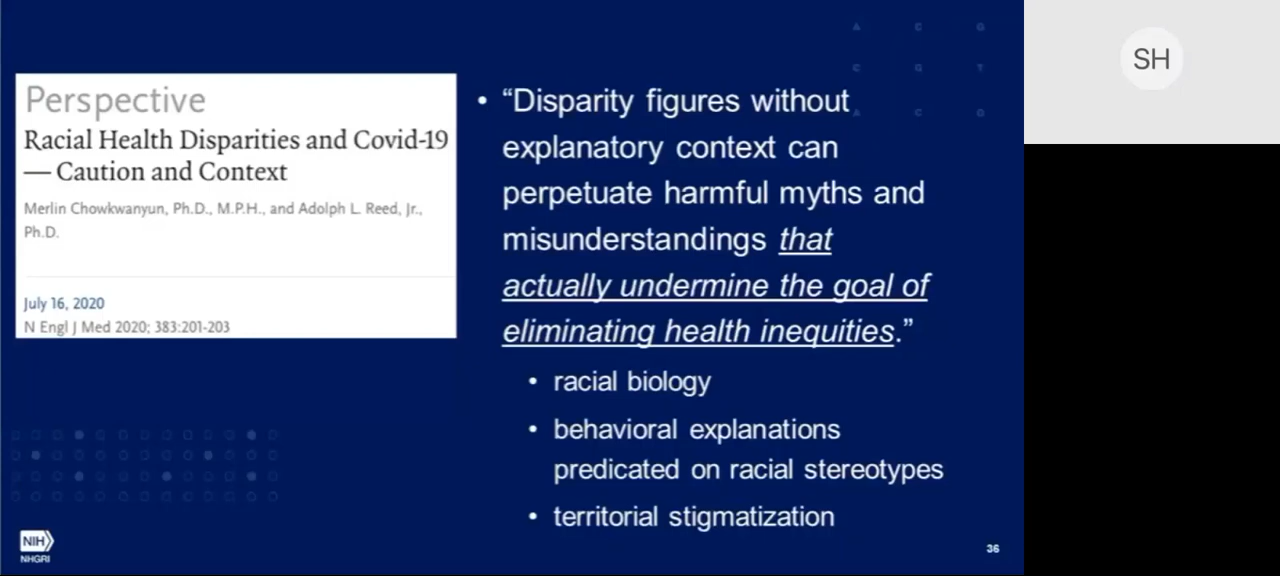 Perspective
Racial Health Disparities and Covid-19
— Caution and Context
Merlin Chowkwanyun, Ph.D., M.P.H., and Adolph L. Reed, Jr.,
Ph.D.
July 16, 2020
N Engl J Med 2020; 383:201-203
• “Disparity figures without
explanatory context can
perpetuate harmful myths and
misunderstandings that
actually undermine the goal of
eliminating health inequities.”
• racial biology
• behavioral explanations
predicated on racial stereotypes
• territorial stigmatization
NIH
NHGRI
36
A C G
C G T
A C G
SH